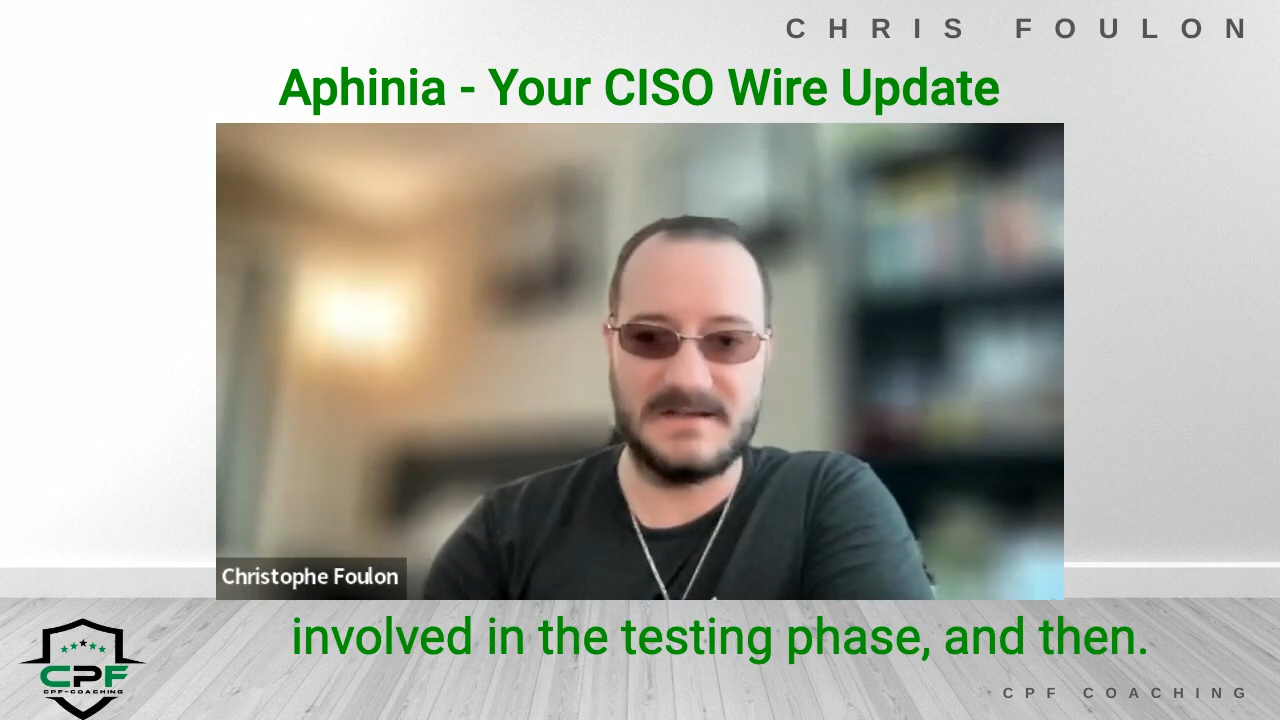 CHRIS FOULON
Aphinia - Your CISO Wire Update
Christophe Foulon
involved in the testing phase, and then.
CPF
CPF-COACHING
CPF COACHING